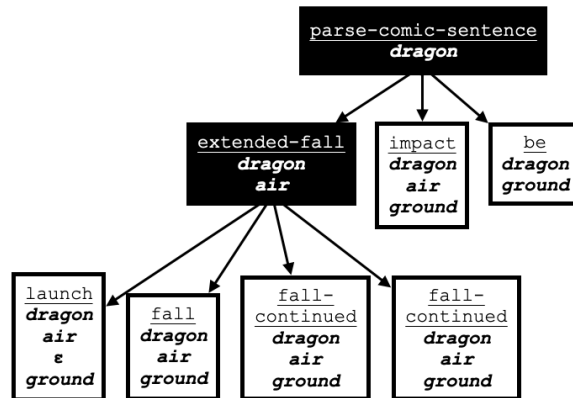 parse-comic-sentence
dragon
extended-fall
dragon
air
impact
dragon
air
ground
be
dragon
ground
launch
dragon
air
ε
ground
fall
dragon
air
ground
fall-
continued
dragon
air
ground
fall-
continued
dragon
air
ground